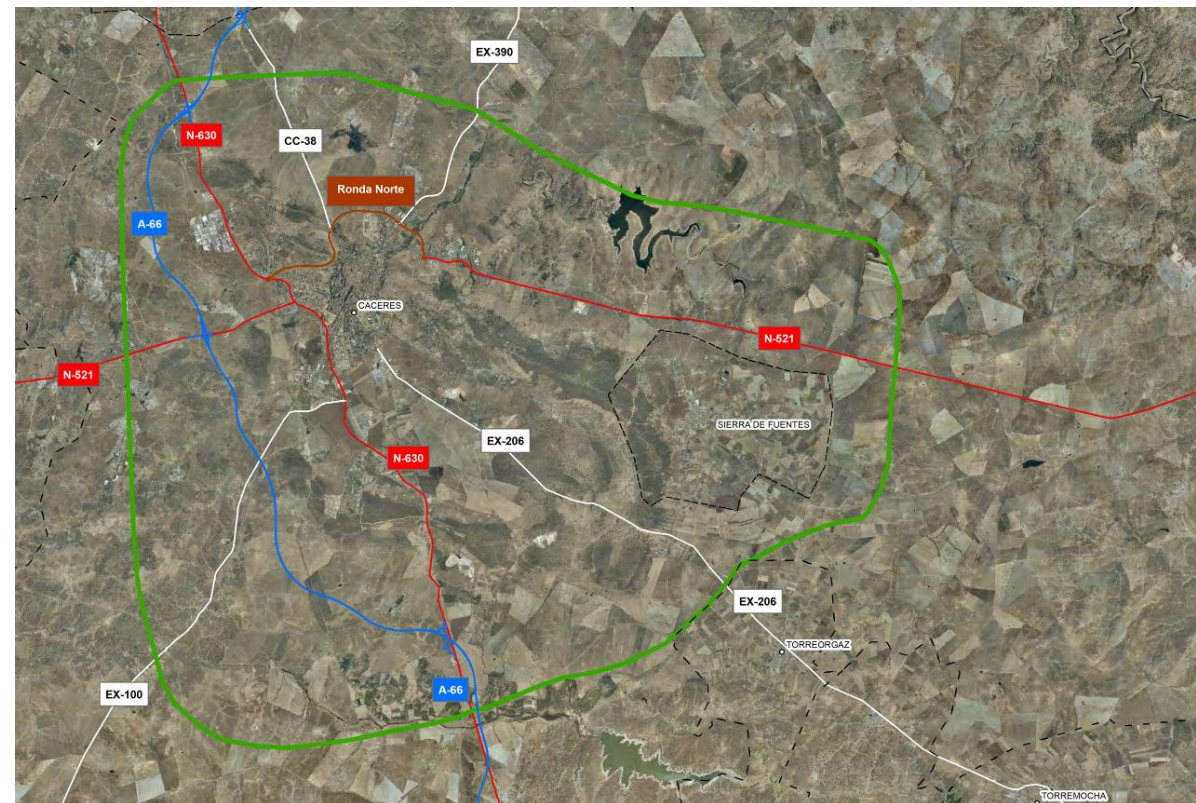 EX-390
N-630
CC-38
Ronda Norte
A-66
CACERES
N-521
N-521
SIERRA DE FUENTES
EX-206
N-630
EX-206
TORREORGAZ
A-66
EX-100
TORREMOCHA